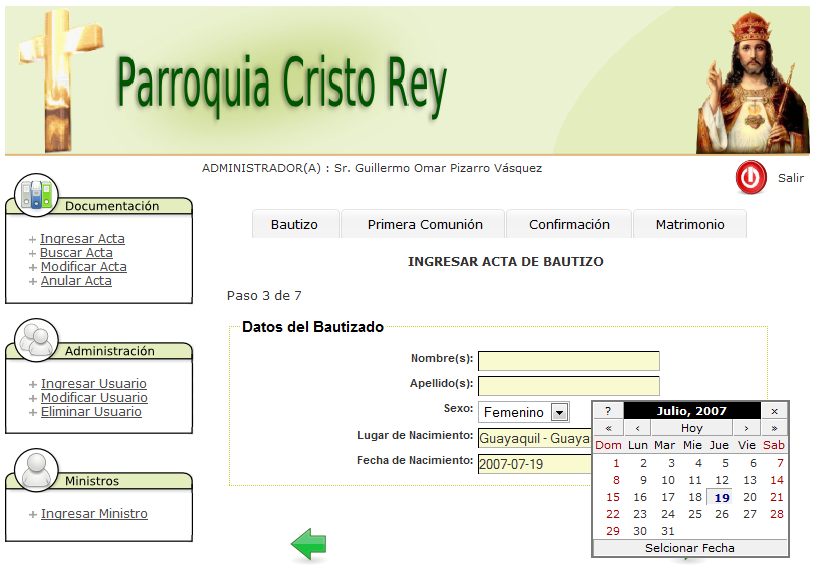 Parroquia Cristo Rey
ADMINISTRADOR(A) : Sr. Guillermo Omar Pizarro Vásquez
Salir
Documentación
Ingresar Acta
Buscar Acta
Modificar Acta
Anular Acta
Administración
Ingresar Usuario
Modificar Usuario
Eliminar Usuario
Ministros
Ingresar Ministro
Bautizo Primera Comunión Confirmación Matrimonio
INGRESAR ACTA DE BAUTIZO
Paso 3 de 7
Datos del Bautizado
Nombre(s):
Apellido(s):
Sexo: Femenino
Lugar de Nacimiento: Guayaquil - Guaya
Fecha de Nacimiento: 2007-07-19
? Julio, 2007 ×
« ‹ Hoy › »
Dom Lun Mar Mie Jue Vie Sab
1 2 3 4 5 6 7
8 9 10 11 12 13 14
15 16 17 18 19 20 21
22 23 24 25 26 27 28
29 30 31
Selcionar Fecha